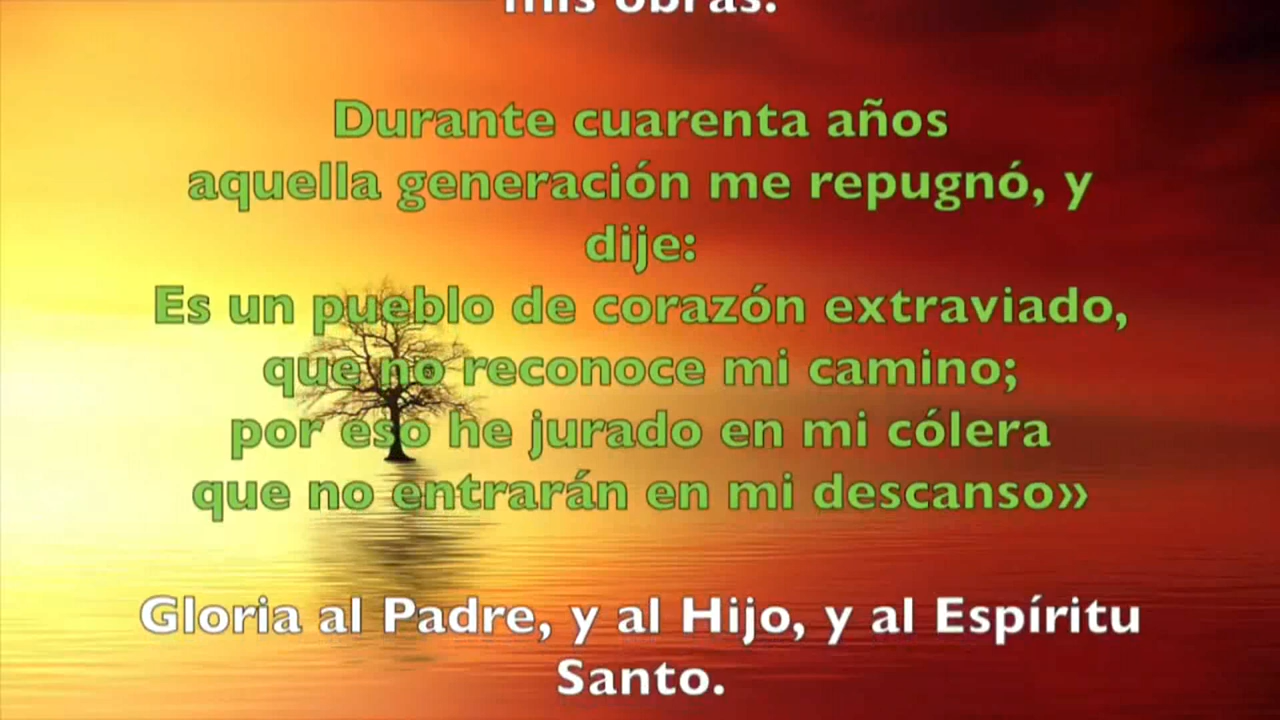 mis obras.
Durante cuarenta años
aquella generación me repugnó, y
dije:
Es un pueblo de corazón extraviado,
que no reconoce mi camino;
por eso he jurado en mi cólera
que no entrarán en mi descanso»
Gloria al Padre, y al Hijo, y al Espíritu
Santo.